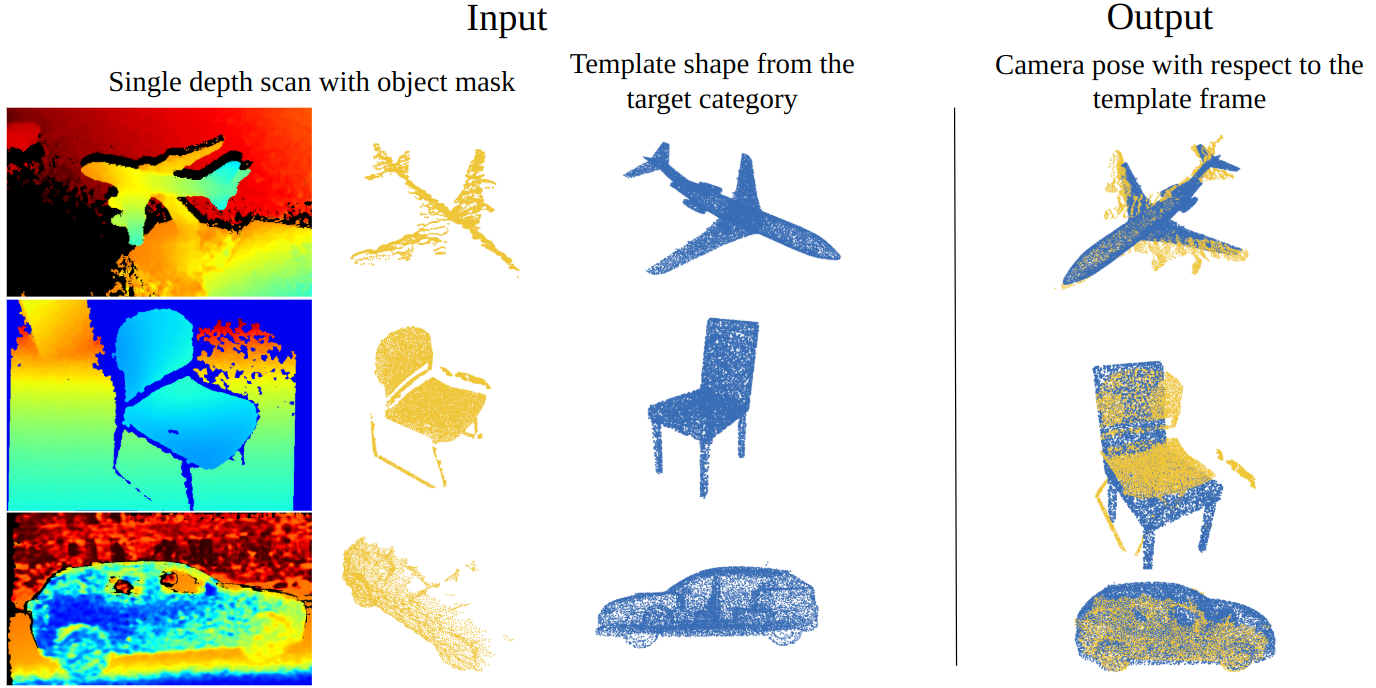 Input
Output
Single depth scan with object mask
Template shape from the
target category
Camera pose with respect to the
template frame